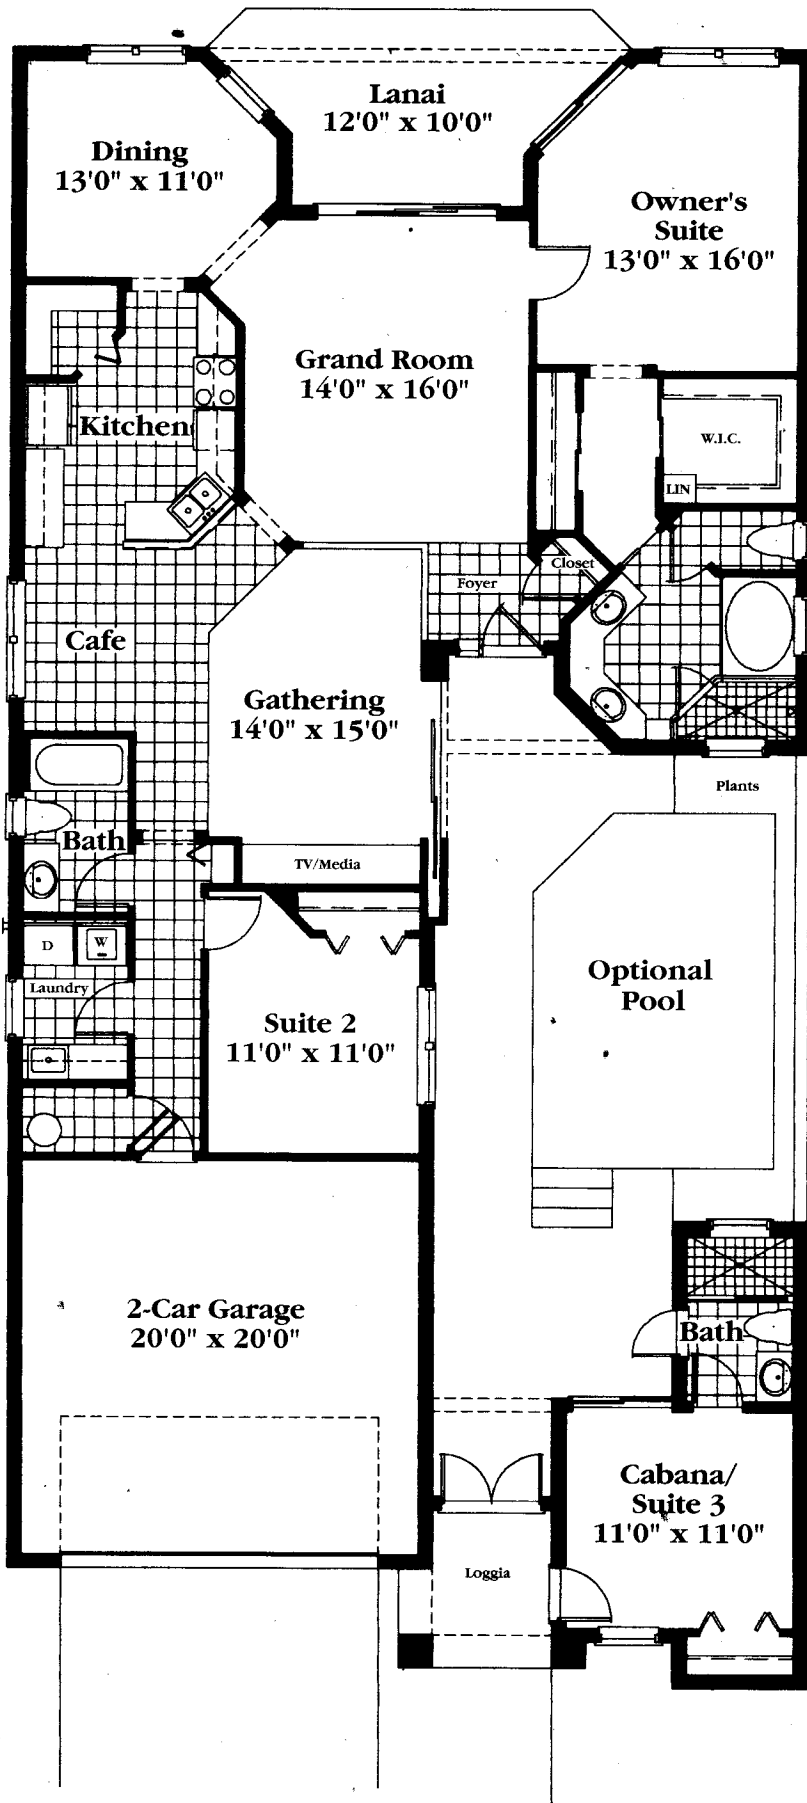 Lanai
12'0" x 10'0"
Dining
13'0" x 11'0"
Owner's
Suite
13'0" x 16'0"
Grand Room
14'0" x 16'0"
Kitchen
W.I.C.
LIN
Closet
Foyer
Cafe
Gathering
14'0" x 15'0"
Plants
Bath
TV/Media
D
W
Laundry
Optional
Pool
Suite 2
11'0" x 11'0"
2-Car Garage
20'0" x 20'0"
Bath
Cabana/
Suite 3
11'0" x 11'0"
Loggia